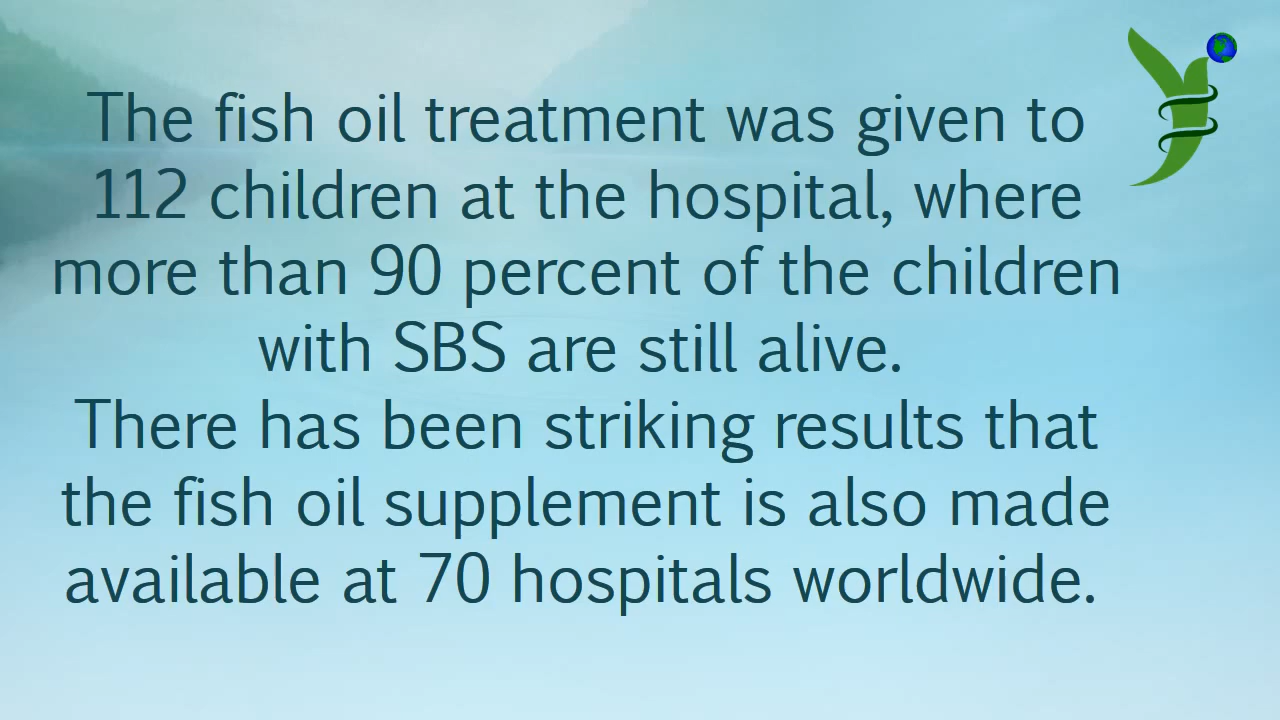 The fish oil treatment was given to
112 children at the hospital, where
more than 90 percent of the children
with SBS are still alive.
There has been striking results that
the fish oil supplement is also made
available at 70 hospitals worldwide.